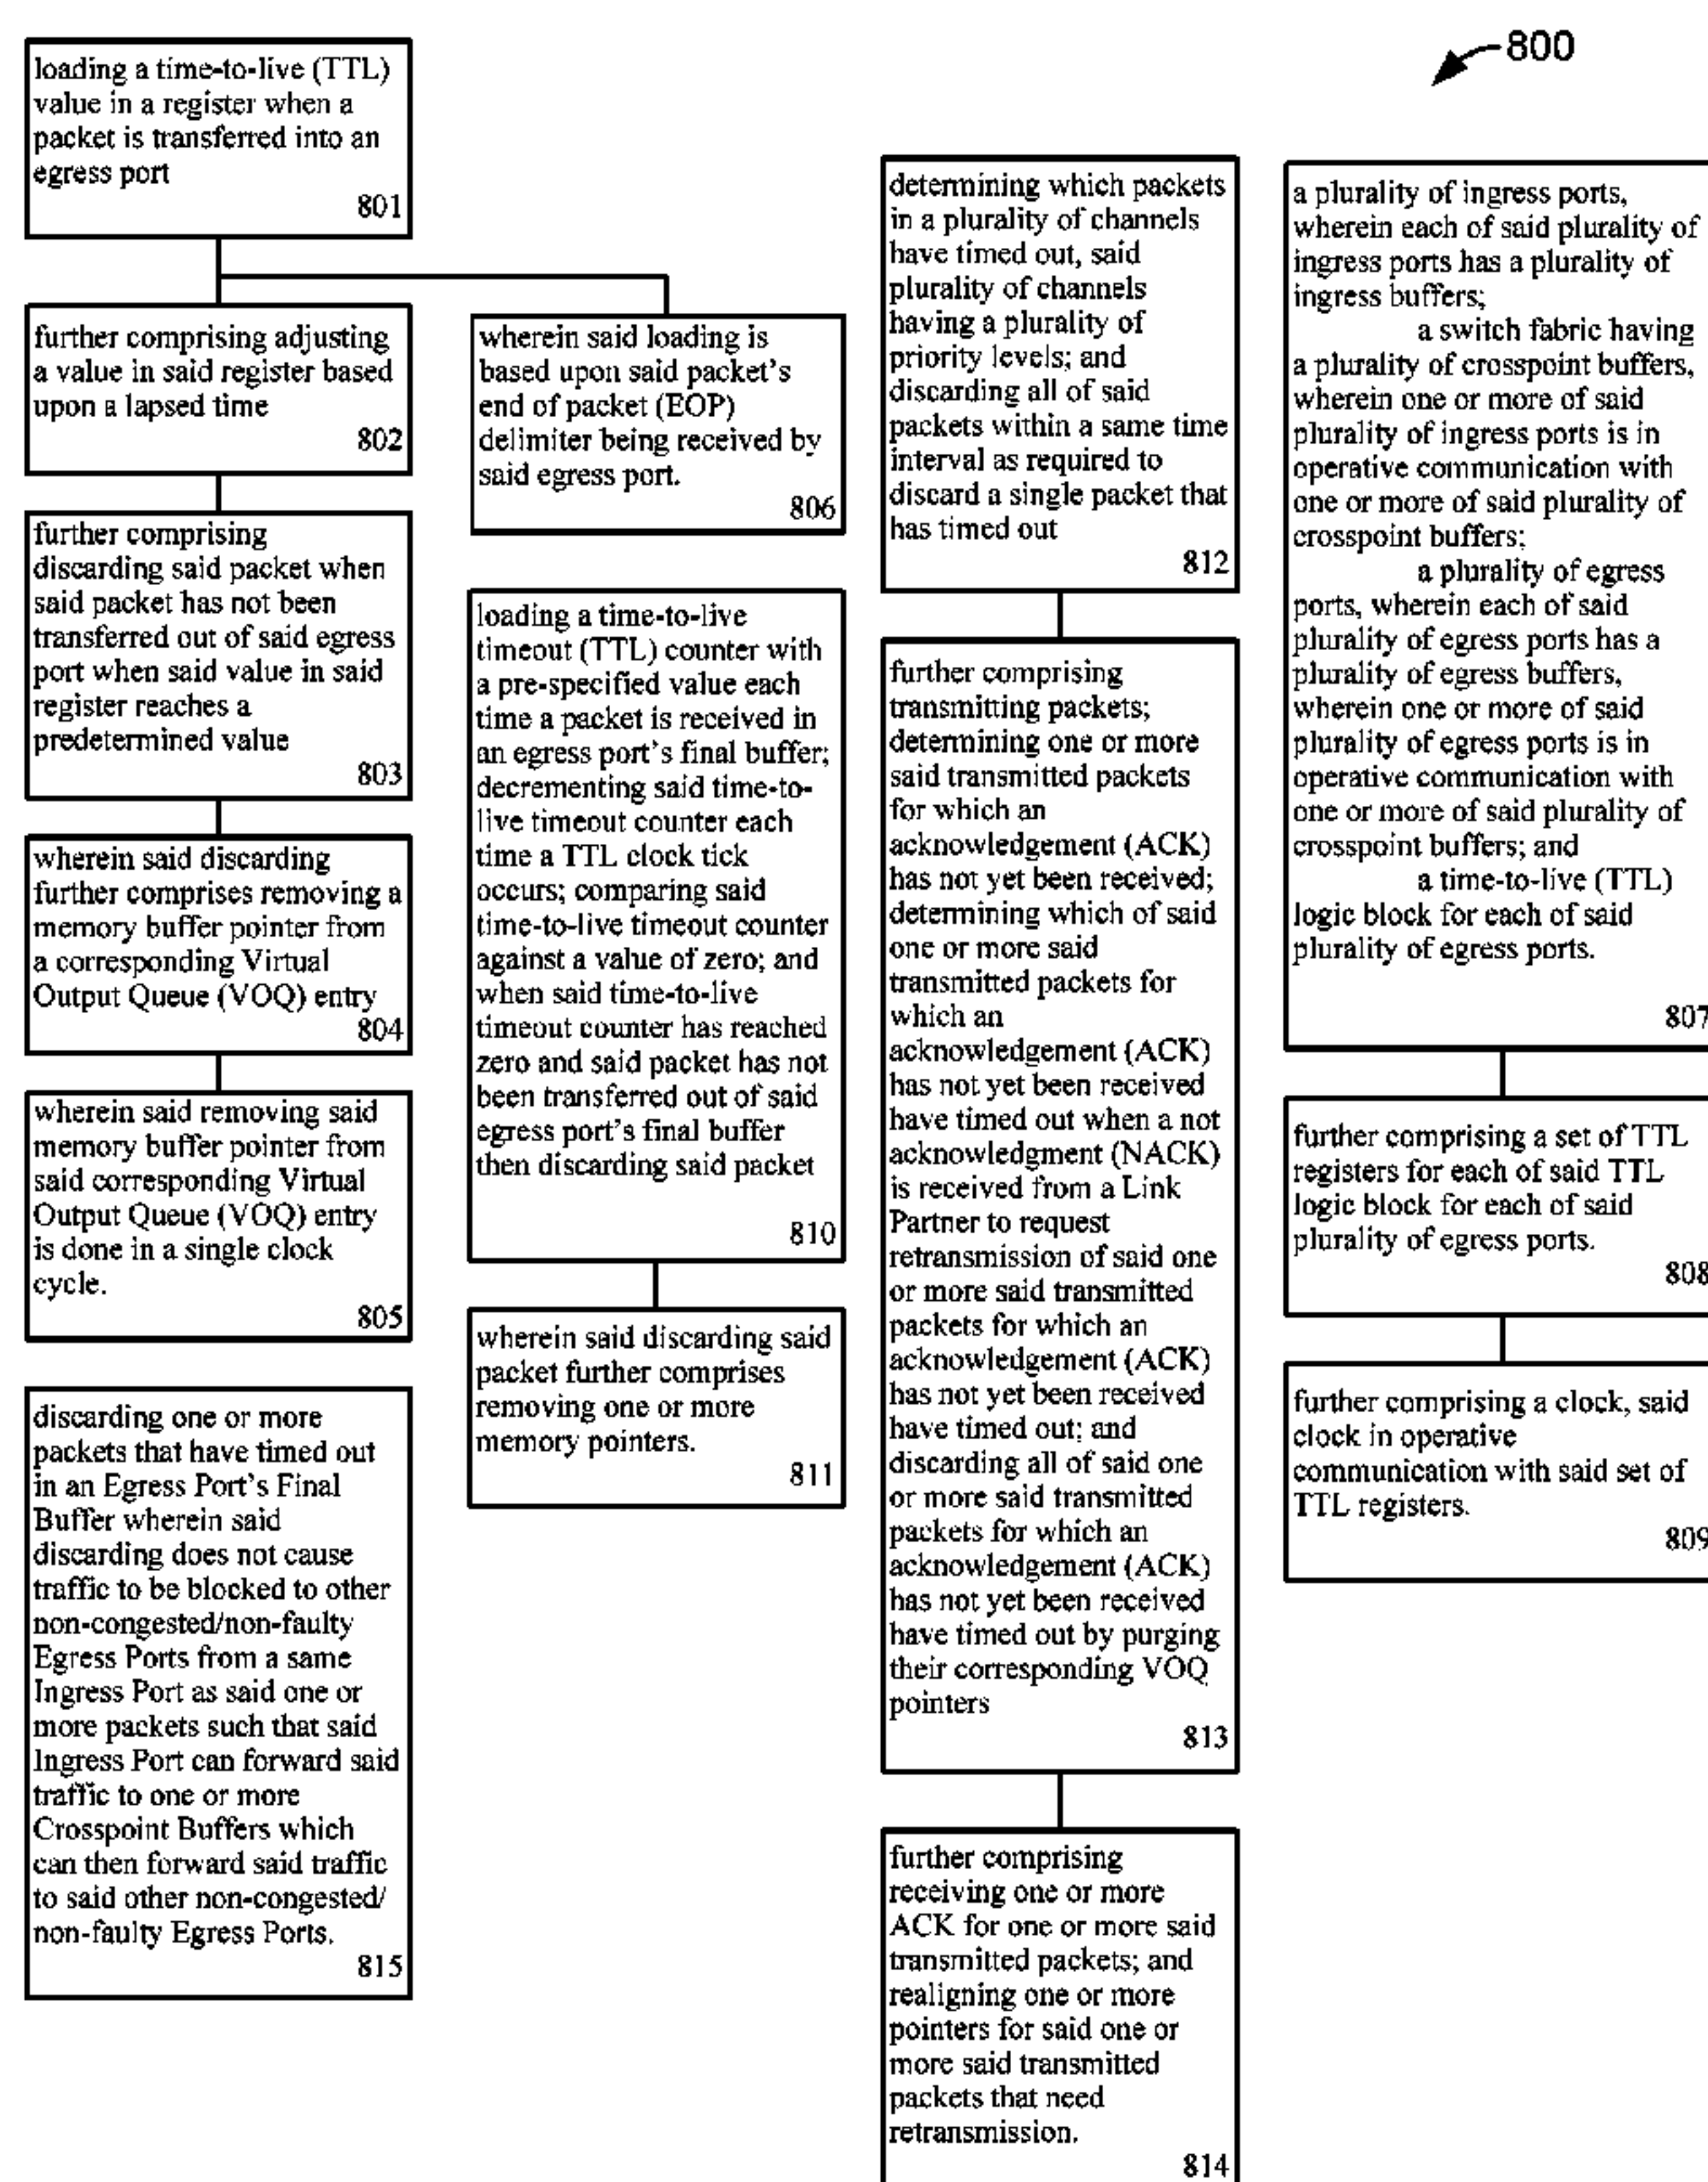 800
loading a time-to-live (TTL)
value in a register when a
packet is transferred into an
egress port
801
further comprising adjusting
a value in said register based
upon a lapsed time
802
further comprising
discarding said packet when
said packet has not been
transferred out of said egress
port when said value in said
register reaches a
predetermined value
803
wherein said discarding
further comprises removing a
memory buffer pointer from
a corresponding Virtual
Output Queue (VOQ) entry
804
wherein said removing said
memory buffer pointer from
said corresponding Virtual
Output Queue (VOQ) entry
is done in a single clock
cycle.
805
discarding one or more
packets that have timed out
in an Egress Port's Final
Buffer wherein said
discarding does not cause
traffic to be blocked to other
non-congested/non-faulty
Egress Ports from a same
Ingress Port as said one or
more packets such that said
Ingress Port can forward said
traffic to one or more
Crosspoint Buffers which
can then forward said traffic
to said other non-congested/
non-faulty Egress Ports.
815
wherein said loading is
based upon said packet's
end of packet (EOP)
delimiter being received by
said egress port.
806
loading a time-to-live
timeout (TTL) counter with
a pre-specified value each
time a packet is received in
an egress port's final buffer;
decrementing said time-to-
live timeout counter each
time a TTL clock tick
occurs; comparing said
time-to-live timeout counter
against a value of zero; and
when said time-to-live
timeout counter has reached
zero and said packet has not
been transferred out of said
egress port's final buffer
then discarding said packet
810
wherein said discarding said
packet further comprises
removing one or more
memory pointers.
811
determining which packets
in a plurality of channels
have timed out, said
plurality of channels
having a plurality of
priority levels; and
discarding all of said
packets within a same time
interval as required to
discard a single packet that
has timed out
812
further comprising
transmitting packets;
determining one or more
said transmitted packets
for which an
acknowledgement (ACK)
has not yet been received;
determining which of said
one or more said
transmitted packets for
which an
acknowledgement (ACK)
has not yet been received
have timed out when a not
acknowledgment (NACK)
is received from a Link
Partner to request
retransmission of said one
or more said transmitted
packets for which an
acknowledgement (ACK)
has not yet been received
have timed out; and
discarding all of said one
or more said transmitted
packets for which an
acknowledgement (ACK)
has not yet been received
have timed out by purging
their corresponding VOQ
pointers
813
further comprising
receiving one or more
ACK for one or more said
transmitted packets; and
realigning one or more
pointers for said one or
more said transmitted
packets that need
retransmission.
814
a plurality of ingress ports,
wherein each of said plurality of
ingress ports has a plurality of
ingress buffers;
a switch fabric having
a plurality of crosspoint buffers,
wherein one or more of said
plurality of ingress ports is in
operative communication with
one or more of said plurality of
crosspoint buffers;
a plurality of egress
ports, wherein each of said
plurality of egress ports has a
plurality of egress buffers,
wherein one or more of said
plurality of egress ports is in
operative communication with
one or more of said plurality of
crosspoint buffers; and
a time-to-live (TTL)
logic block for each of said
plurality of egress ports.
807
further comprising a set of TTL
registers for each of said TTL
logic block for each of said
plurality of egress ports.
808
further comprising a clock, said
clock in operative
communication with said set of
TTL registers.
809